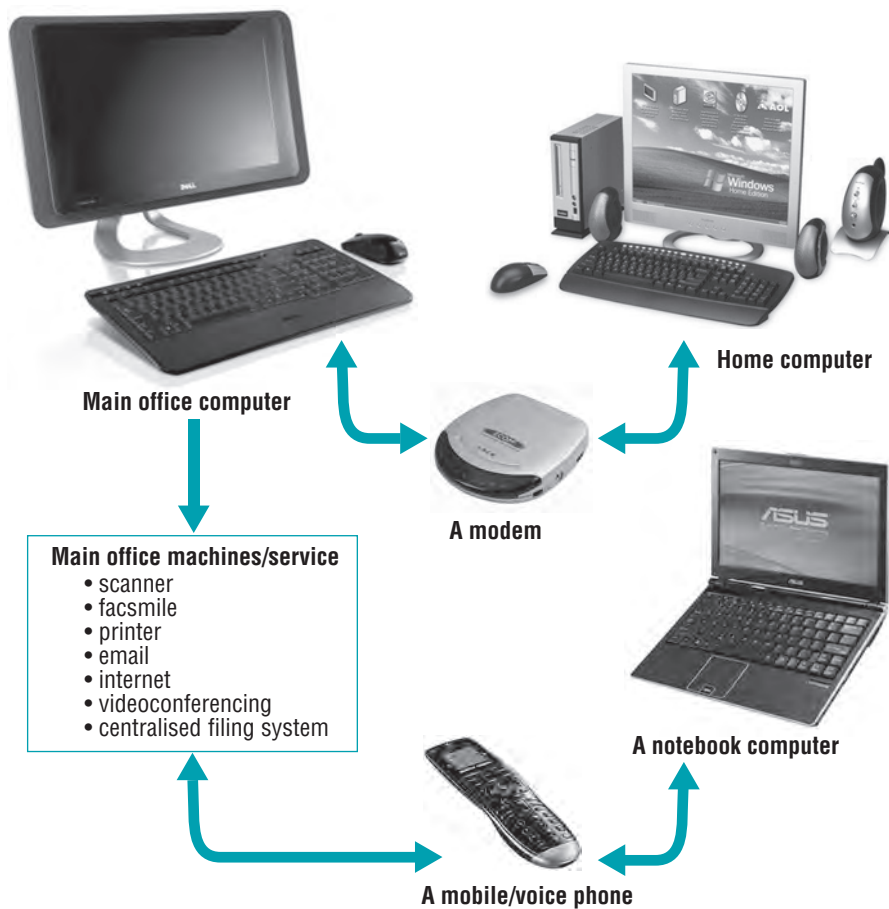 DELL
AOL
Windows
Home Edition
Home computer
Main office computer
A modem
ASUS
Main office machines/service
• scanner
• facsmile
• printer
• email
• internet
• videoconferencing
• centralised filing system
A notebook computer
A mobile/voice phone